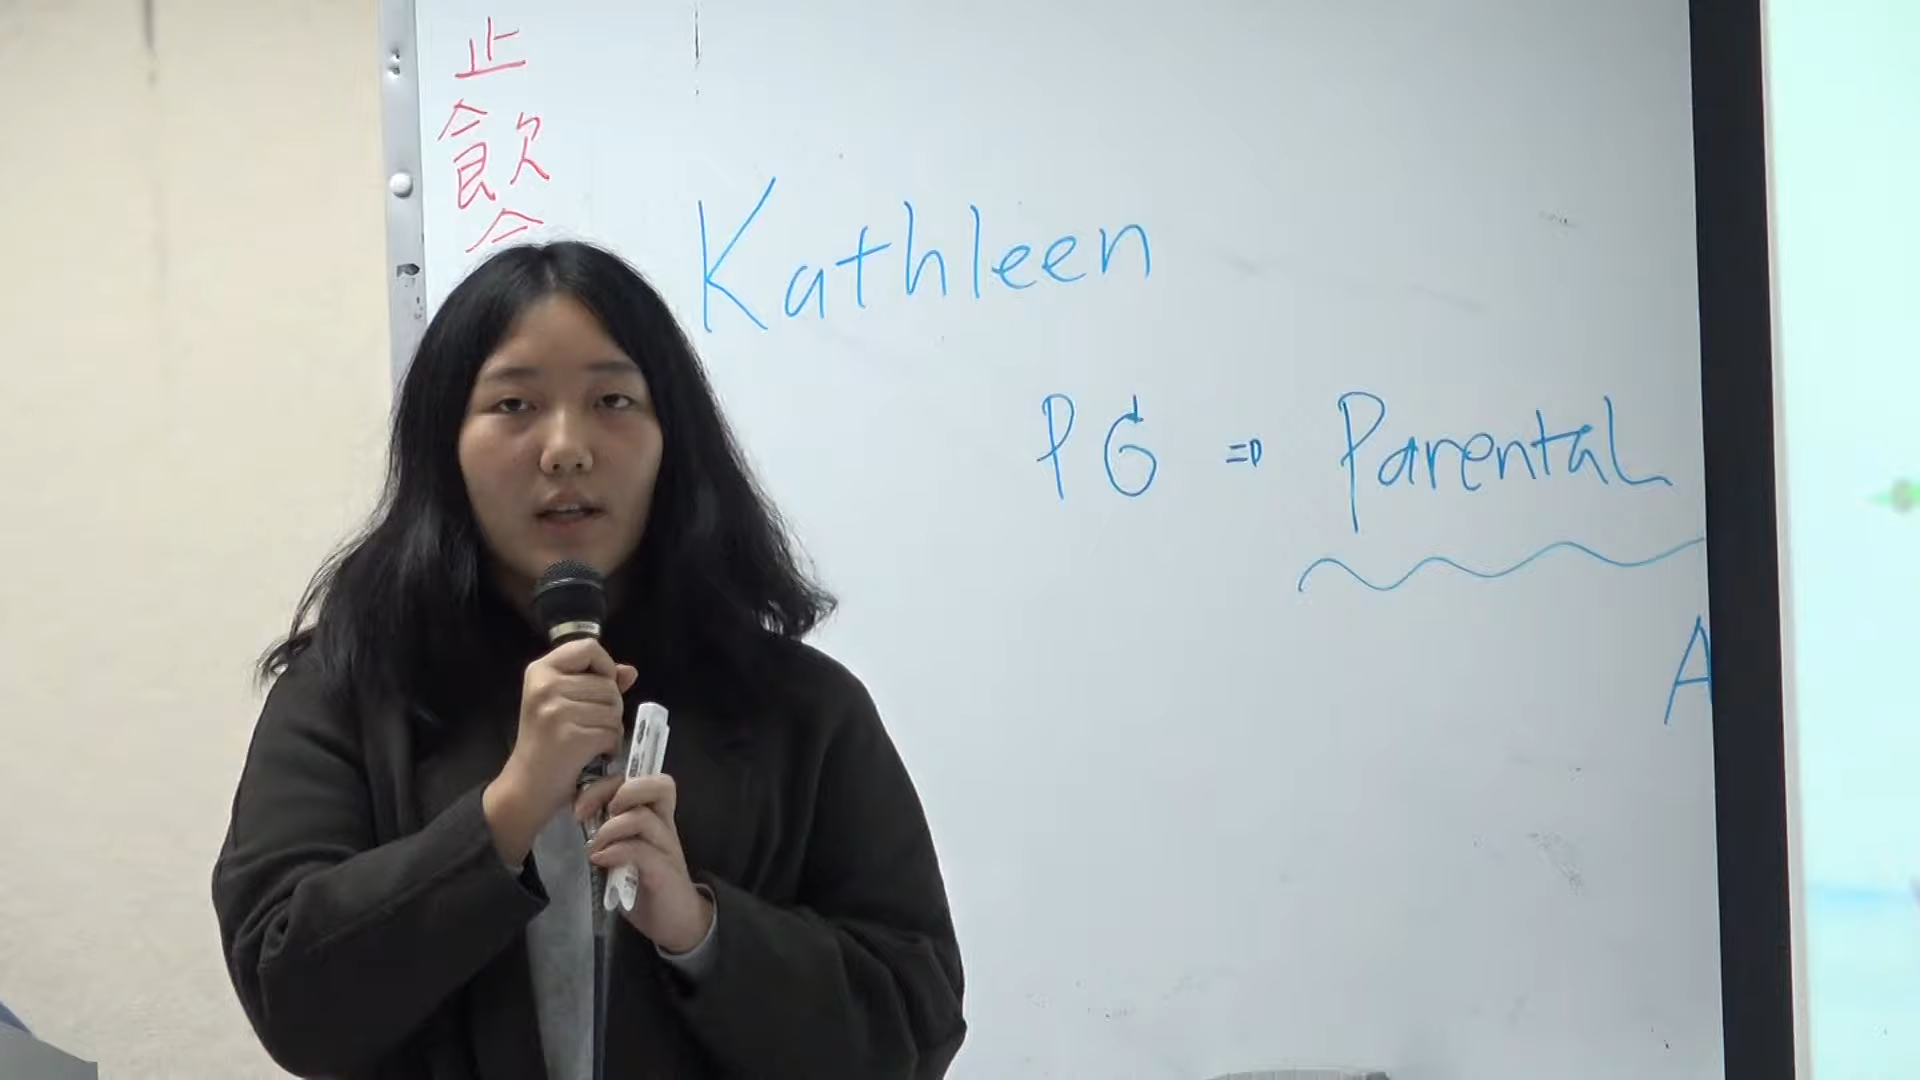 止
飲
Kathleen
PG ⇒ Parental
A